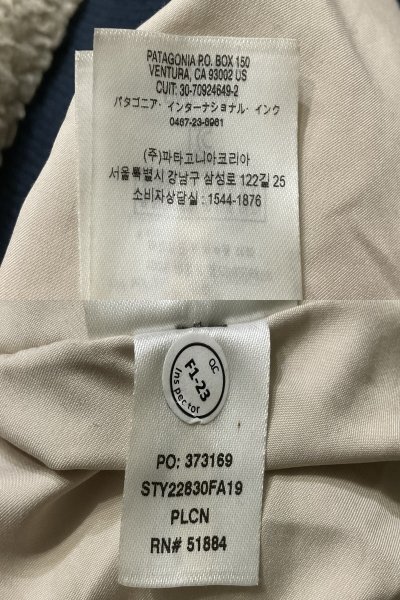 PATAGONIA P.O. BOX 150
VENTURA, CA 93002 US
CUIT: 30-70924649-2
パタゴニア・インターナショナル・インク
0467-23-8961
(주)파타고니아코리아
서울특별시 강남구 삼성로 122길 25
소비자상담실 : 1544-1876
QC
F1-23
Inspector
PO: 373169
STY22830FA19
PLCN
RN# 51884